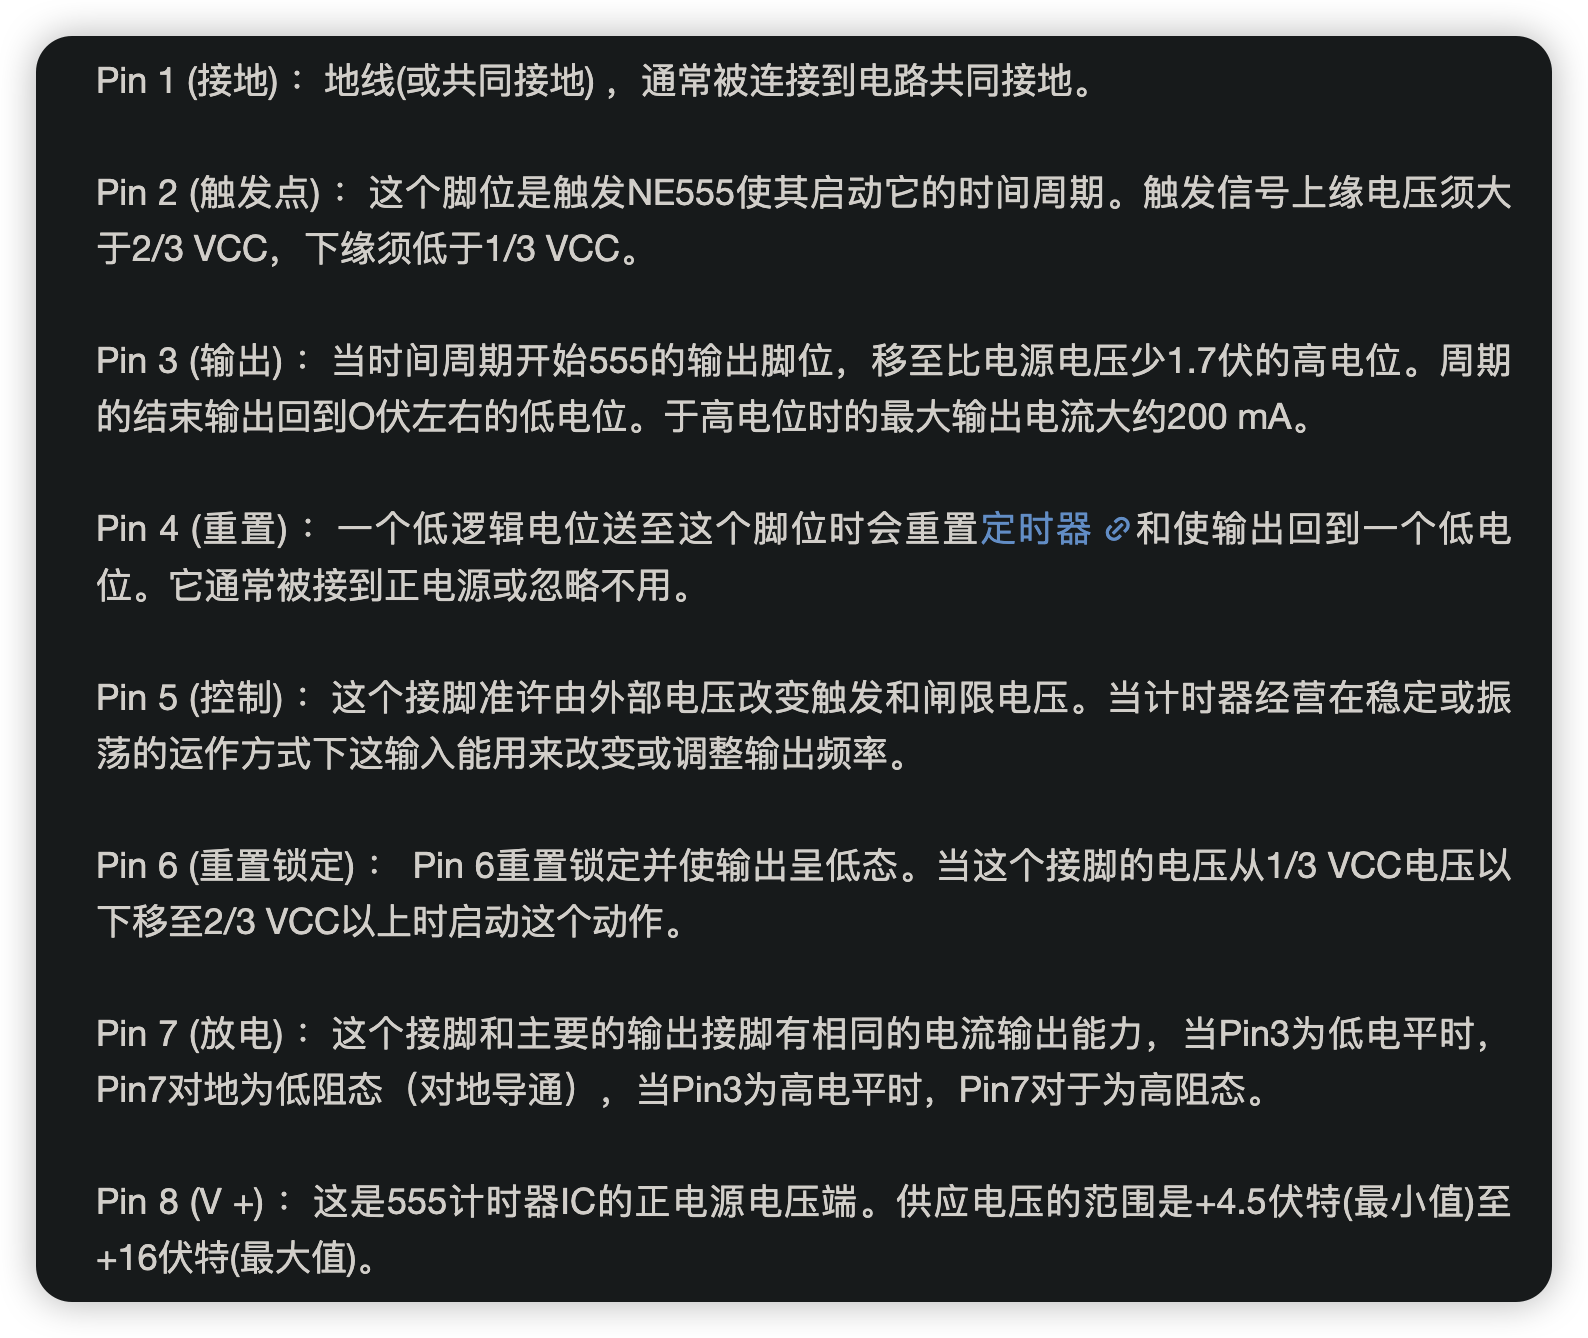 Pin 1 (接地)： 地线(或共同接地) ，通常被连接到电路共同接地。
Pin 2 (触发点)： 这个脚位是触发NE555使其启动它的时间周期。触发信号上缘电压须大
于2/3 VCC，下缘须低于1/3 VCC。
Pin 3 (输出)： 当时间周期开始555的输出脚位，移至比电源电压少1.7伏的高电位。周期
的结束输出回到O伏左右的低电位。于高电位时的最大输出电流大约200 mA。
Pin 4 (重置)： 一个低逻辑电位送至这个脚位时会重置定时器和使输出回到一个低电
位。它通常被接到正电源或忽略不用。
Pin 5 (控制)： 这个接脚准许由外部电压改变触发和闸限电压。当计时器经营在稳定或振
荡的运作方式下这输入能用来改变或调整输出频率。
Pin 6 (重置锁定)： Pin 6重置锁定并使输出呈低态。当这个接脚的电压从1/3 VCC电压以
下移至2/3 VCC以上时启动这个动作。
Pin 7 (放电)： 这个接脚和主要的输出接脚有相同的电流输出能力，当Pin3为低电平时，
Pin7对地为低阻态（对地导通），当Pin3为高电平时，Pin7对于为高阻态。
Pin 8 (V +)： 这是555计时器IC的正电源电压端。供应电压的范围是+4.5伏特(最小值)至
+16伏特(最大值)。